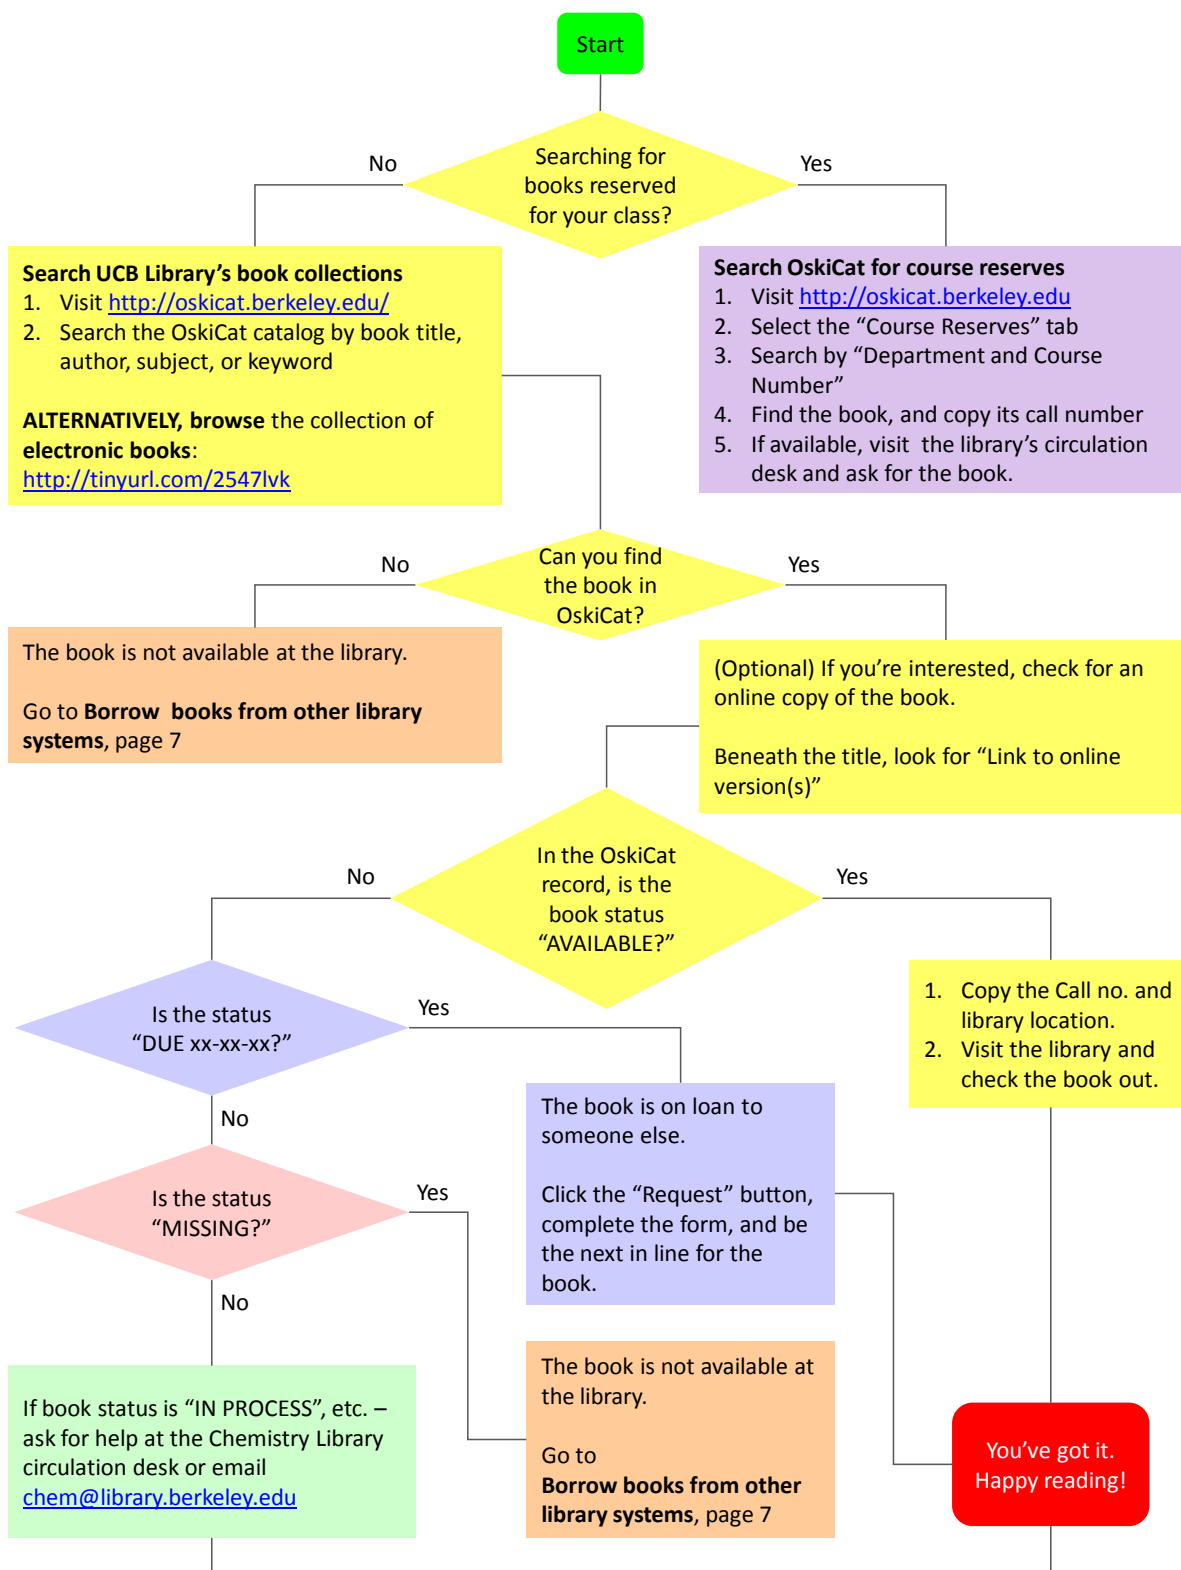 Start
Searching for
books reserved
for your class?
No
Yes
Search UCB Library's book collections
1. Visit http://oskicat.berkeley.edu/
2. Search the OskiCat catalog by book title,
author, subject, or keyword
ALTERNATIVELY, browse the collection of
electronic books:
http://tinyurl.com/2547lvk
Search OskiCat for course reserves
1. Visit http://oskicat.berkeley.edu
2. Select the “Course Reserves” tab
3. Search by “Department and Course
Number”
4. Find the book, and copy its call number
5. If available, visit the library's circulation
desk and ask for the book.
Can you find
the book in
OskiCat?
No
Yes
The book is not available at the library.
Go to Borrow books from other library
systems, page 7
(Optional) If you're interested, check for an
online copy of the book.
Beneath the title, look for “Link to online
version(s)”
In the OskiCat
record, is the
book status
“AVAILABLE?”
No
Yes
Is the status
“DUE xx-xx-xx?”
Yes
No
1. Copy the Call no. and
library location.
2. Visit the library and
check the book out.
The book is on loan to
someone else.
Click the “Request” button,
complete the form, and be
the next in line for the
book.
Is the status
“MISSING?”
Yes
No
The book is not available at
the library.
Go to
Borrow books from other
library systems, page 7
If book status is “IN PROCESS”, etc. –
ask for help at the Chemistry Library
circulation desk or email
chem@library.berkeley.edu
You've got it.
Happy reading!